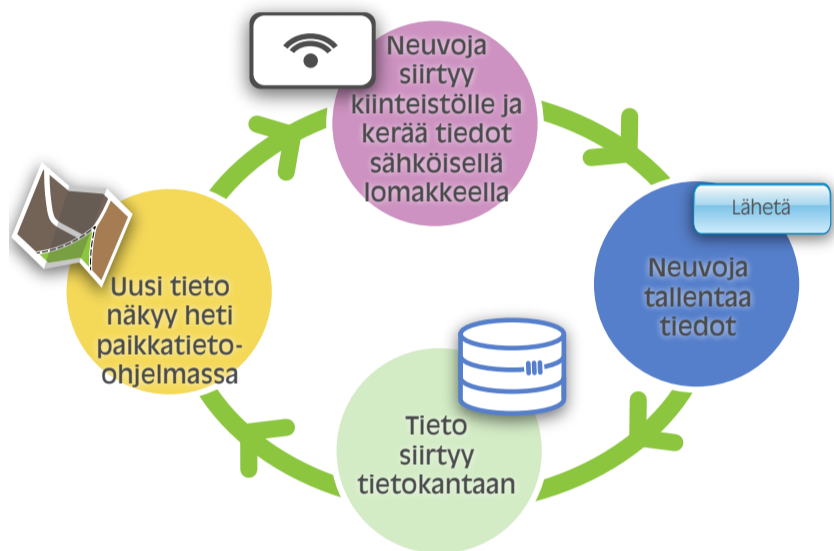 Neuvoja
siirtyy
kiinteistölle ja
kerää tiedot
sähköisellä
lomakkeella
Lähetä
Neuvoja
tallentaa
tiedot
Tieto
siirtyy
tietokantaan
Uusi tieto
näkyy heti
paikkatieto-
ohjelmassa